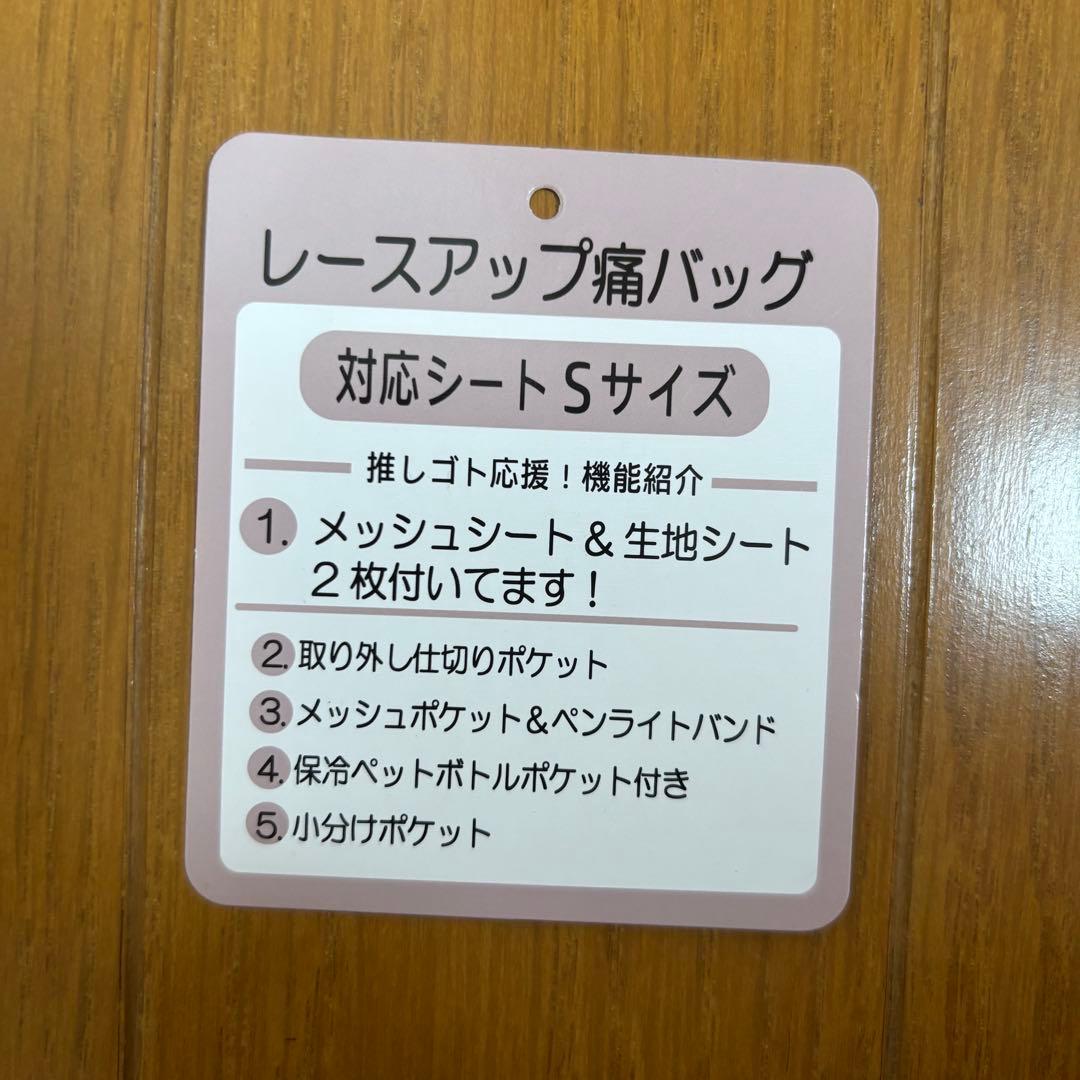 レースアップ痛バッグ
対応シートSサイズ
推しゴト応援！機能紹介
1. メッシュシート&生地シート
2枚付いてます！
2. 取り外し仕切りポケット
3. メッシュポケット&ペンライトバンド
4. 保冷ペットボトルポケット付き
5. 小分けポケット